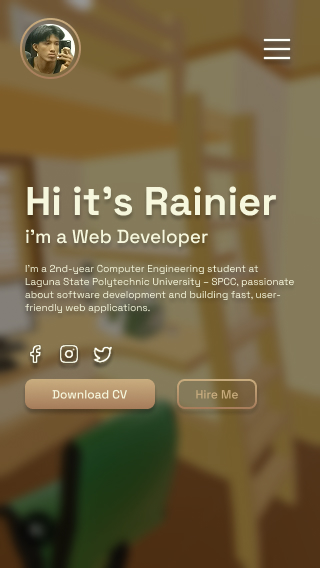 Hi it's Rainier
i'm a Web Developer
I'm a 2nd-year Computer Engineering student at
Laguna State Polytechnic University – SPCC, passionate
about software development and building fast, user-
friendly web applications.
Download CV
Hire Me